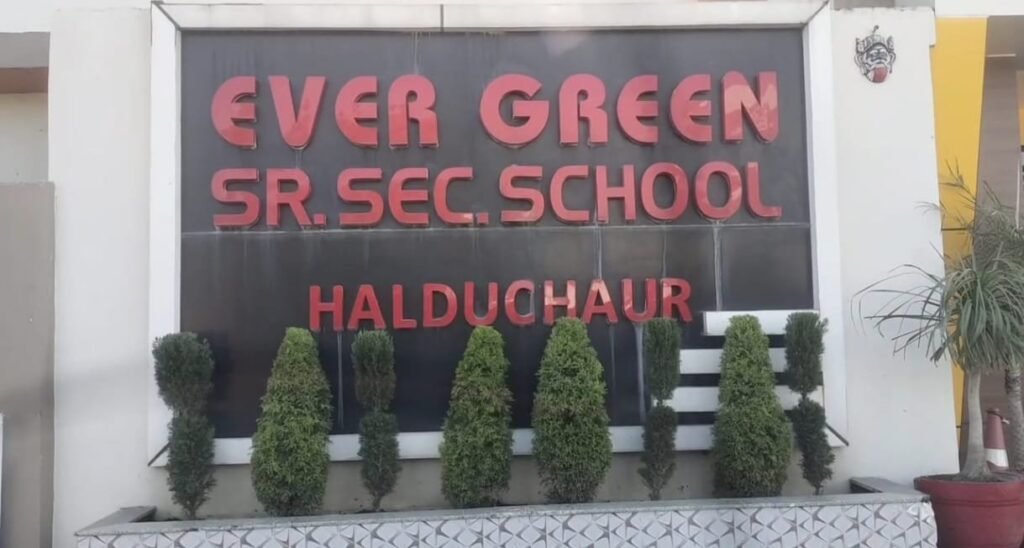 EVER GREEN
SR. SEC. SCHOOL
HALDUCHAUR